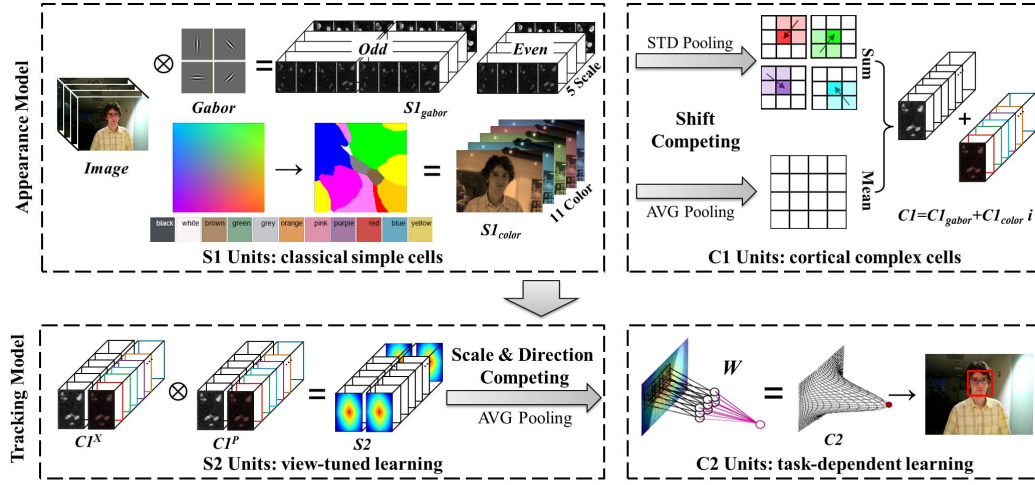 Appearance Model
Image
Gabor
Odd
Even
5 Scale
S1gabor
11 Color
S1color
black white brown green grey orange pink purple red blue yellow
S1 Units: classical simple cells
STD Pooling
Shift
Competing
AVG Pooling
Sum
Mean
C1=C1gabor+C1color i
C1 Units: cortical complex cells
Tracking Model
C1X
C1P
S2
Scale & Direction
Competing
AVG Pooling
S2 Units: view-tuned learning
W
C2
C2 Units: task-dependent learning